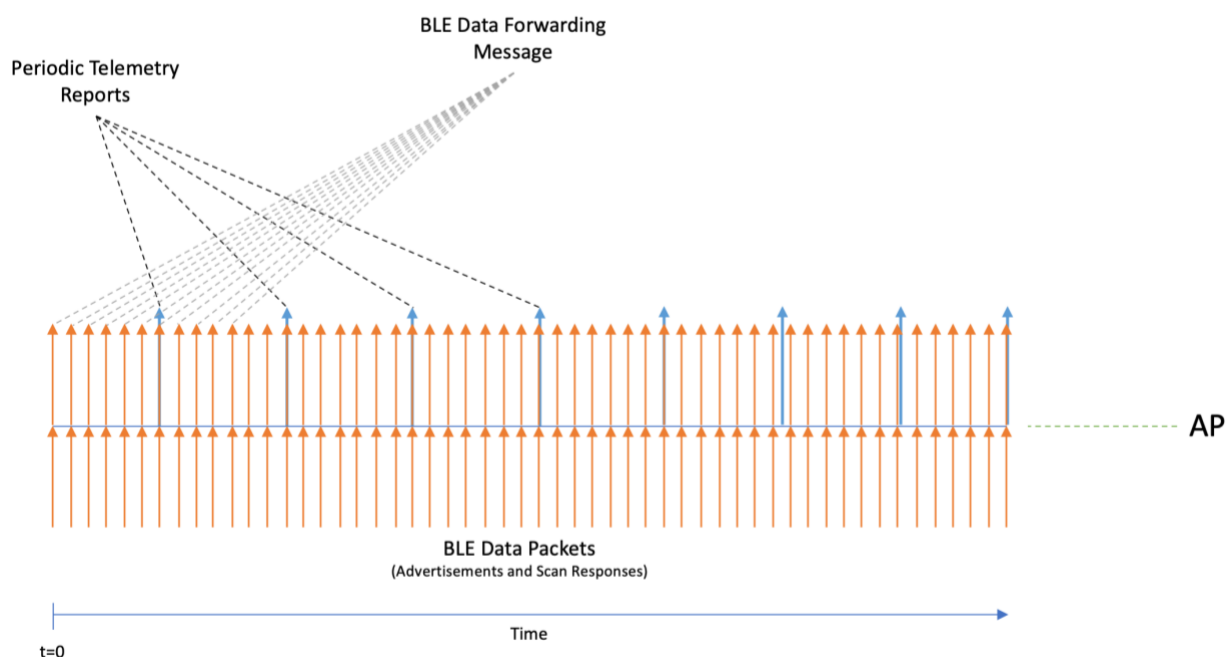 BLE Data Forwarding
Message
Periodic Telemetry
Reports
AP
BLE Data Packets
(Advertisements and Scan Responses)
Time
t=0